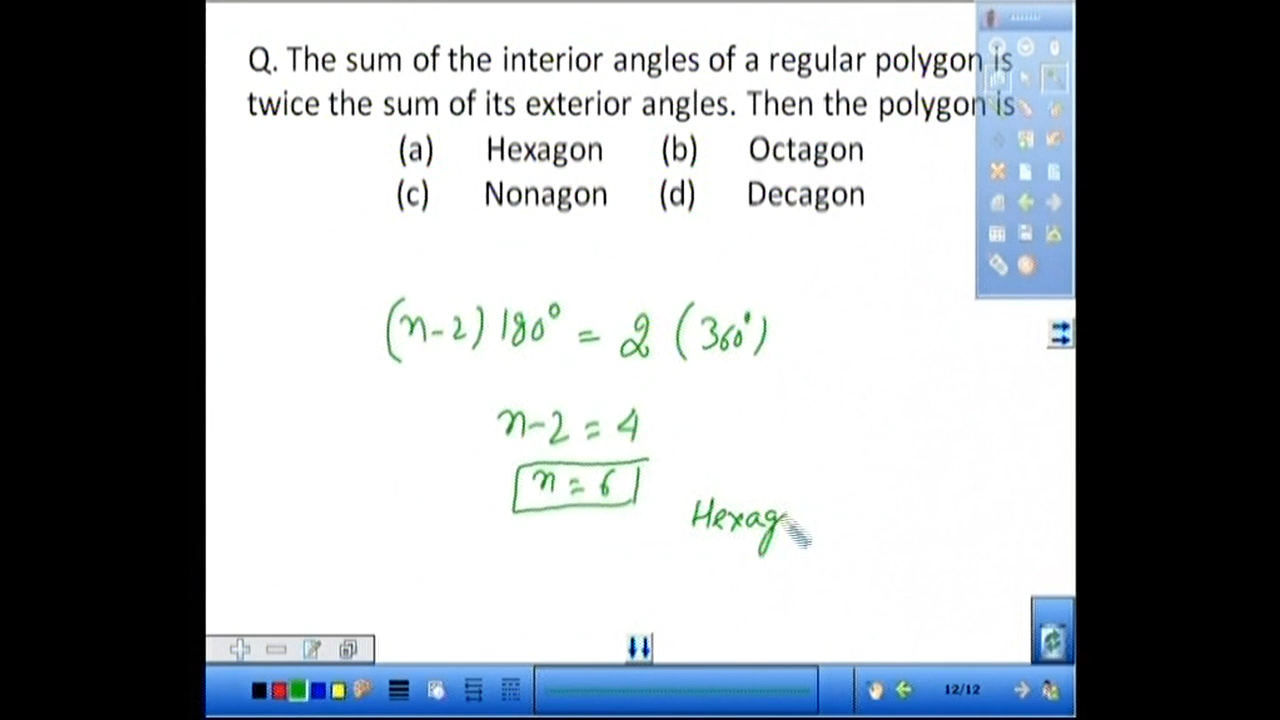 Q. The sum of the interior angles of a regular polygon is
twice the sum of its exterior angles. Then the polygon is
(a) Hexagon (b) Octagon
(c) Nonagon (d) Decagon
(n-2) 180° = 2 (360°)
n-2 = 4
n = 6
Hexag
12/12